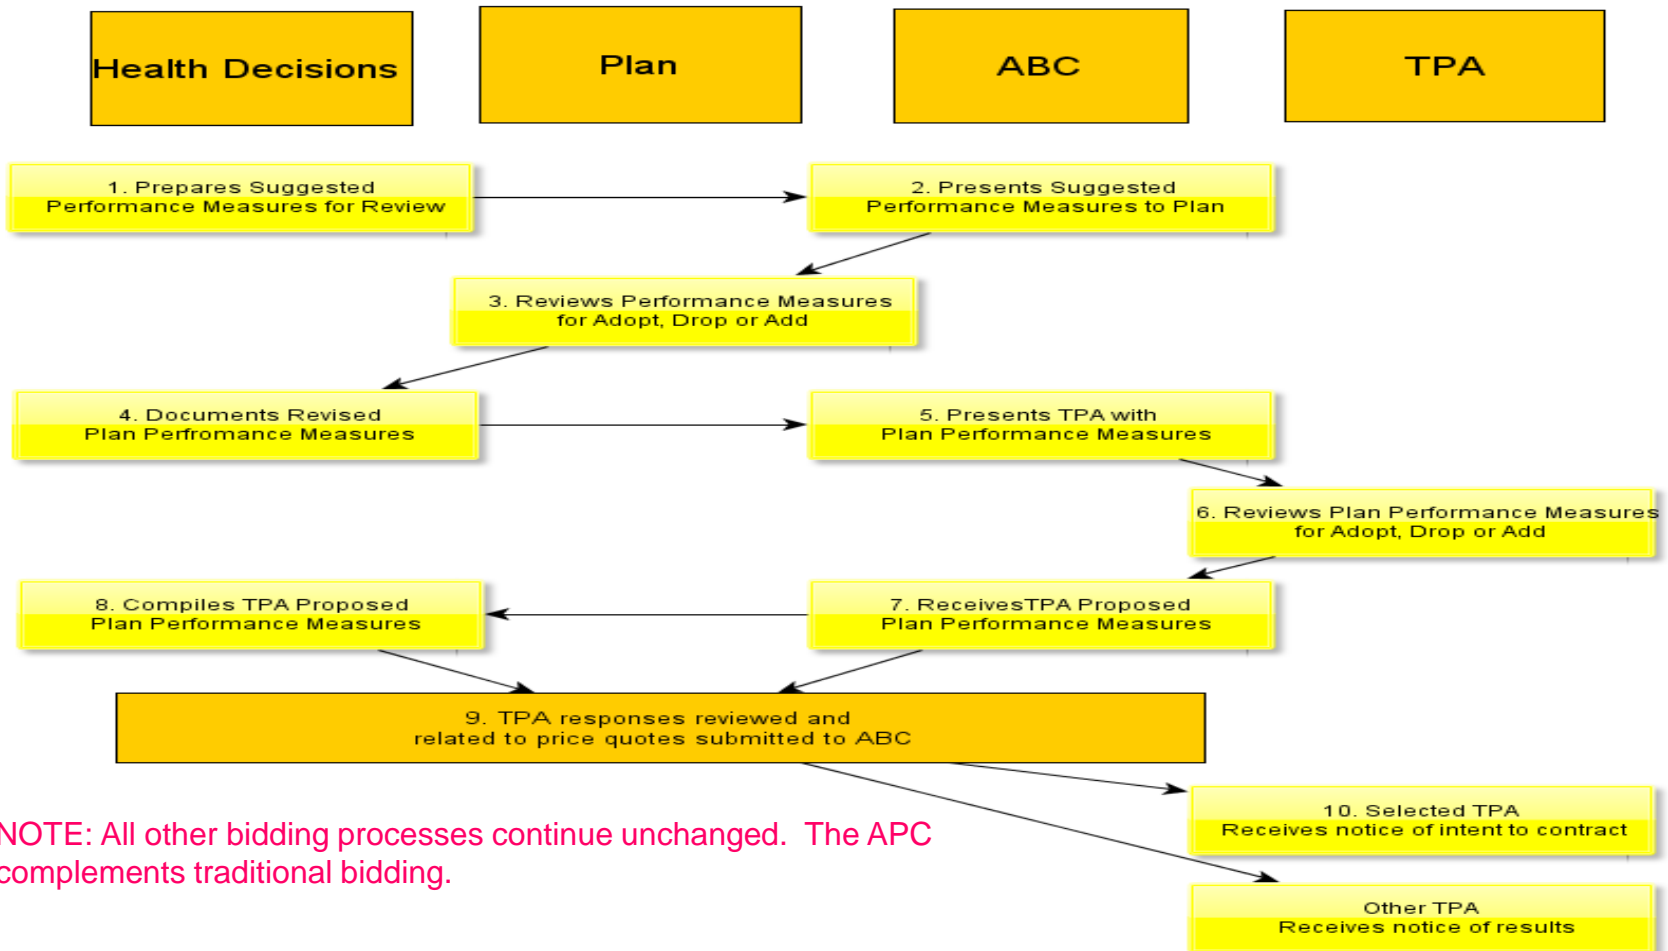 Health Decisions
Plan
ABC
TPA
1. Prepares Suggested
Performance Measures for Review
2. Presents Suggested
Performance Measures to Plan
3. Reviews Performance Measures
for Adopt, Drop or Add
4. Documents Revised
Plan Perfromance Measures
5. Presents TPA with
Plan Performance Measures
6. Reviews Plan Performance Measures
for Adopt, Drop or Add
8. Compiles TPA Proposed
Plan Performance Measures
7. ReceivesTPA Proposed
Plan Performance Measures
9. TPA responses reviewed and
related to price quotes submitted to ABC
10. Selected TPA
Receives notice of intent to contract
NOTE: All other bidding processes continue unchanged.  The APC
complements traditional bidding.
Other TPA
Receives notice of results